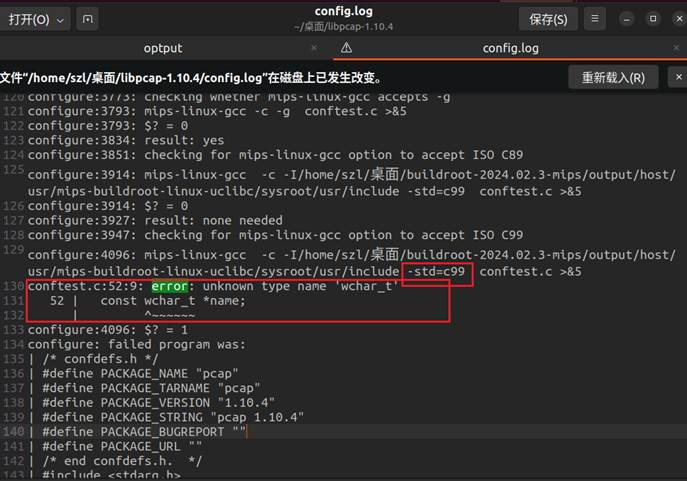 打开(O)
config.log
~/桌面/libpcap-1.10.4
保存(S)
optput
config.log
文件“/home/szl/桌面/libpcap-1.10.4/config.log”在磁盘上已发生改变。
重新载入(R)
120 configure:3773: checking whether mips-linux-gcc accepts -g
121 configure:3793: mips-linux-gcc -c -g  conftest.c >&5
122 configure:3793: $? = 0
123 configure:3834: result: yes
124 configure:3851: checking for mips-linux-gcc option to accept ISO C89
125 configure:3914: mips-linux-gcc  -c -I/home/szl/桌面/buildroot-2024.02.3-mips/output/host/
usr/mips-buildroot-linux-uclibc/sysroot/usr/include -std=c99  conftest.c >&5
126 configure:3914: $? = 0
127 configure:3927: result: none needed
128 configure:3947: checking for mips-linux-gcc option to accept ISO C99
129 configure:4096: mips-linux-gcc  -c -I/home/szl/桌面/buildroot-2024.02.3-mips/output/host/
usr/mips-buildroot-linux-uclibc/sysroot/usr/include -std=c99  conftest.c >&5
130 conftest.c:52:9: error: unknown type name 'wchar_t'
131    52 |   const wchar_t *name;
132       |         ^~~~~~~
133 configure:4096: $? = 1
134 configure: failed program was:
135 | /* confdefs.h */
136 | #define PACKAGE_NAME "pcap"
137 | #define PACKAGE_TARNAME "pcap"
138 | #define PACKAGE_VERSION "1.10.4"
139 | #define PACKAGE_STRING "pcap 1.10.4"
140 | #define PACKAGE_BUGREPORT ""
141 | #define PACKAGE_URL ""
142 | /* end confdefs.h.  */
143 | #include <stdarg.h>